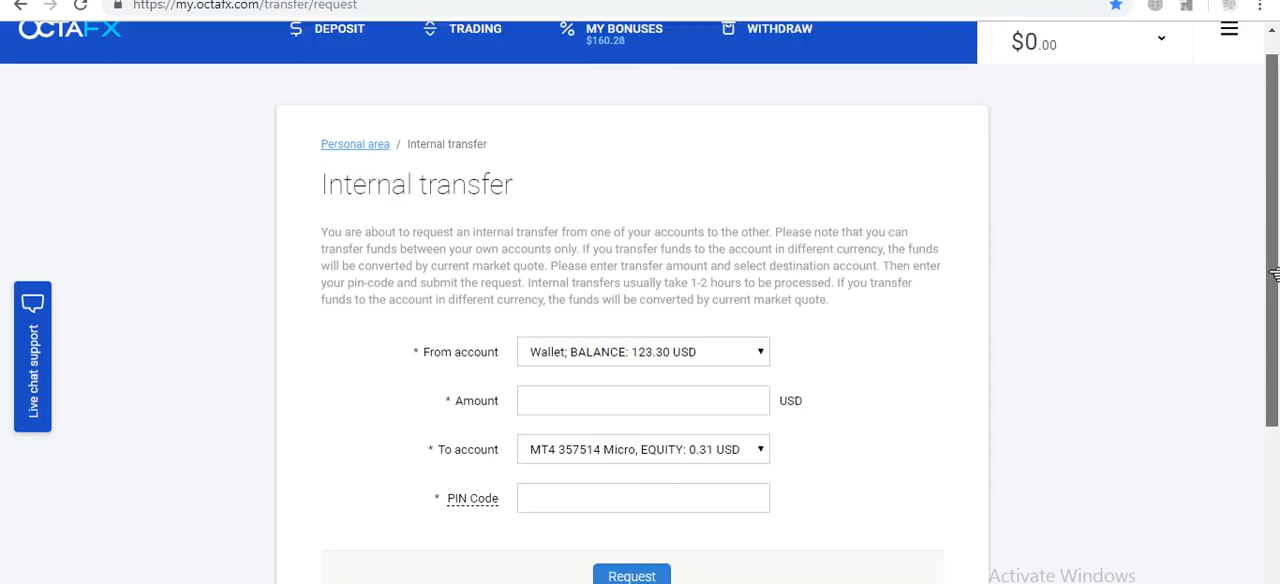 https://my.octafx.com/transfer/request
OCTAFX
DEPOSIT
TRADING
MY BONUSES
$160.28
WITHDRAW
$0.00
Personal area / Internal transfer
Internal transfer
You are about to request an internal transfer from one of your accounts to the other. Please note that you can
transfer funds between your own accounts only. If you transfer funds to the account in different currency, the funds
will be converted by current market quote. Please enter transfer amount and select destination account. Then enter
your pin-code and submit the request. Internal transfers usually take 1-2 hours to be processed. If you transfer
funds to the account in different currency, the funds will be converted by current market quote.
* From account Wallet; BALANCE: 123.30 USD
* Amount USD
* To account MT4 357514 Micro, EQUITY: 0.31 USD
* PIN Code
Request
Live chat support
Activate Windows